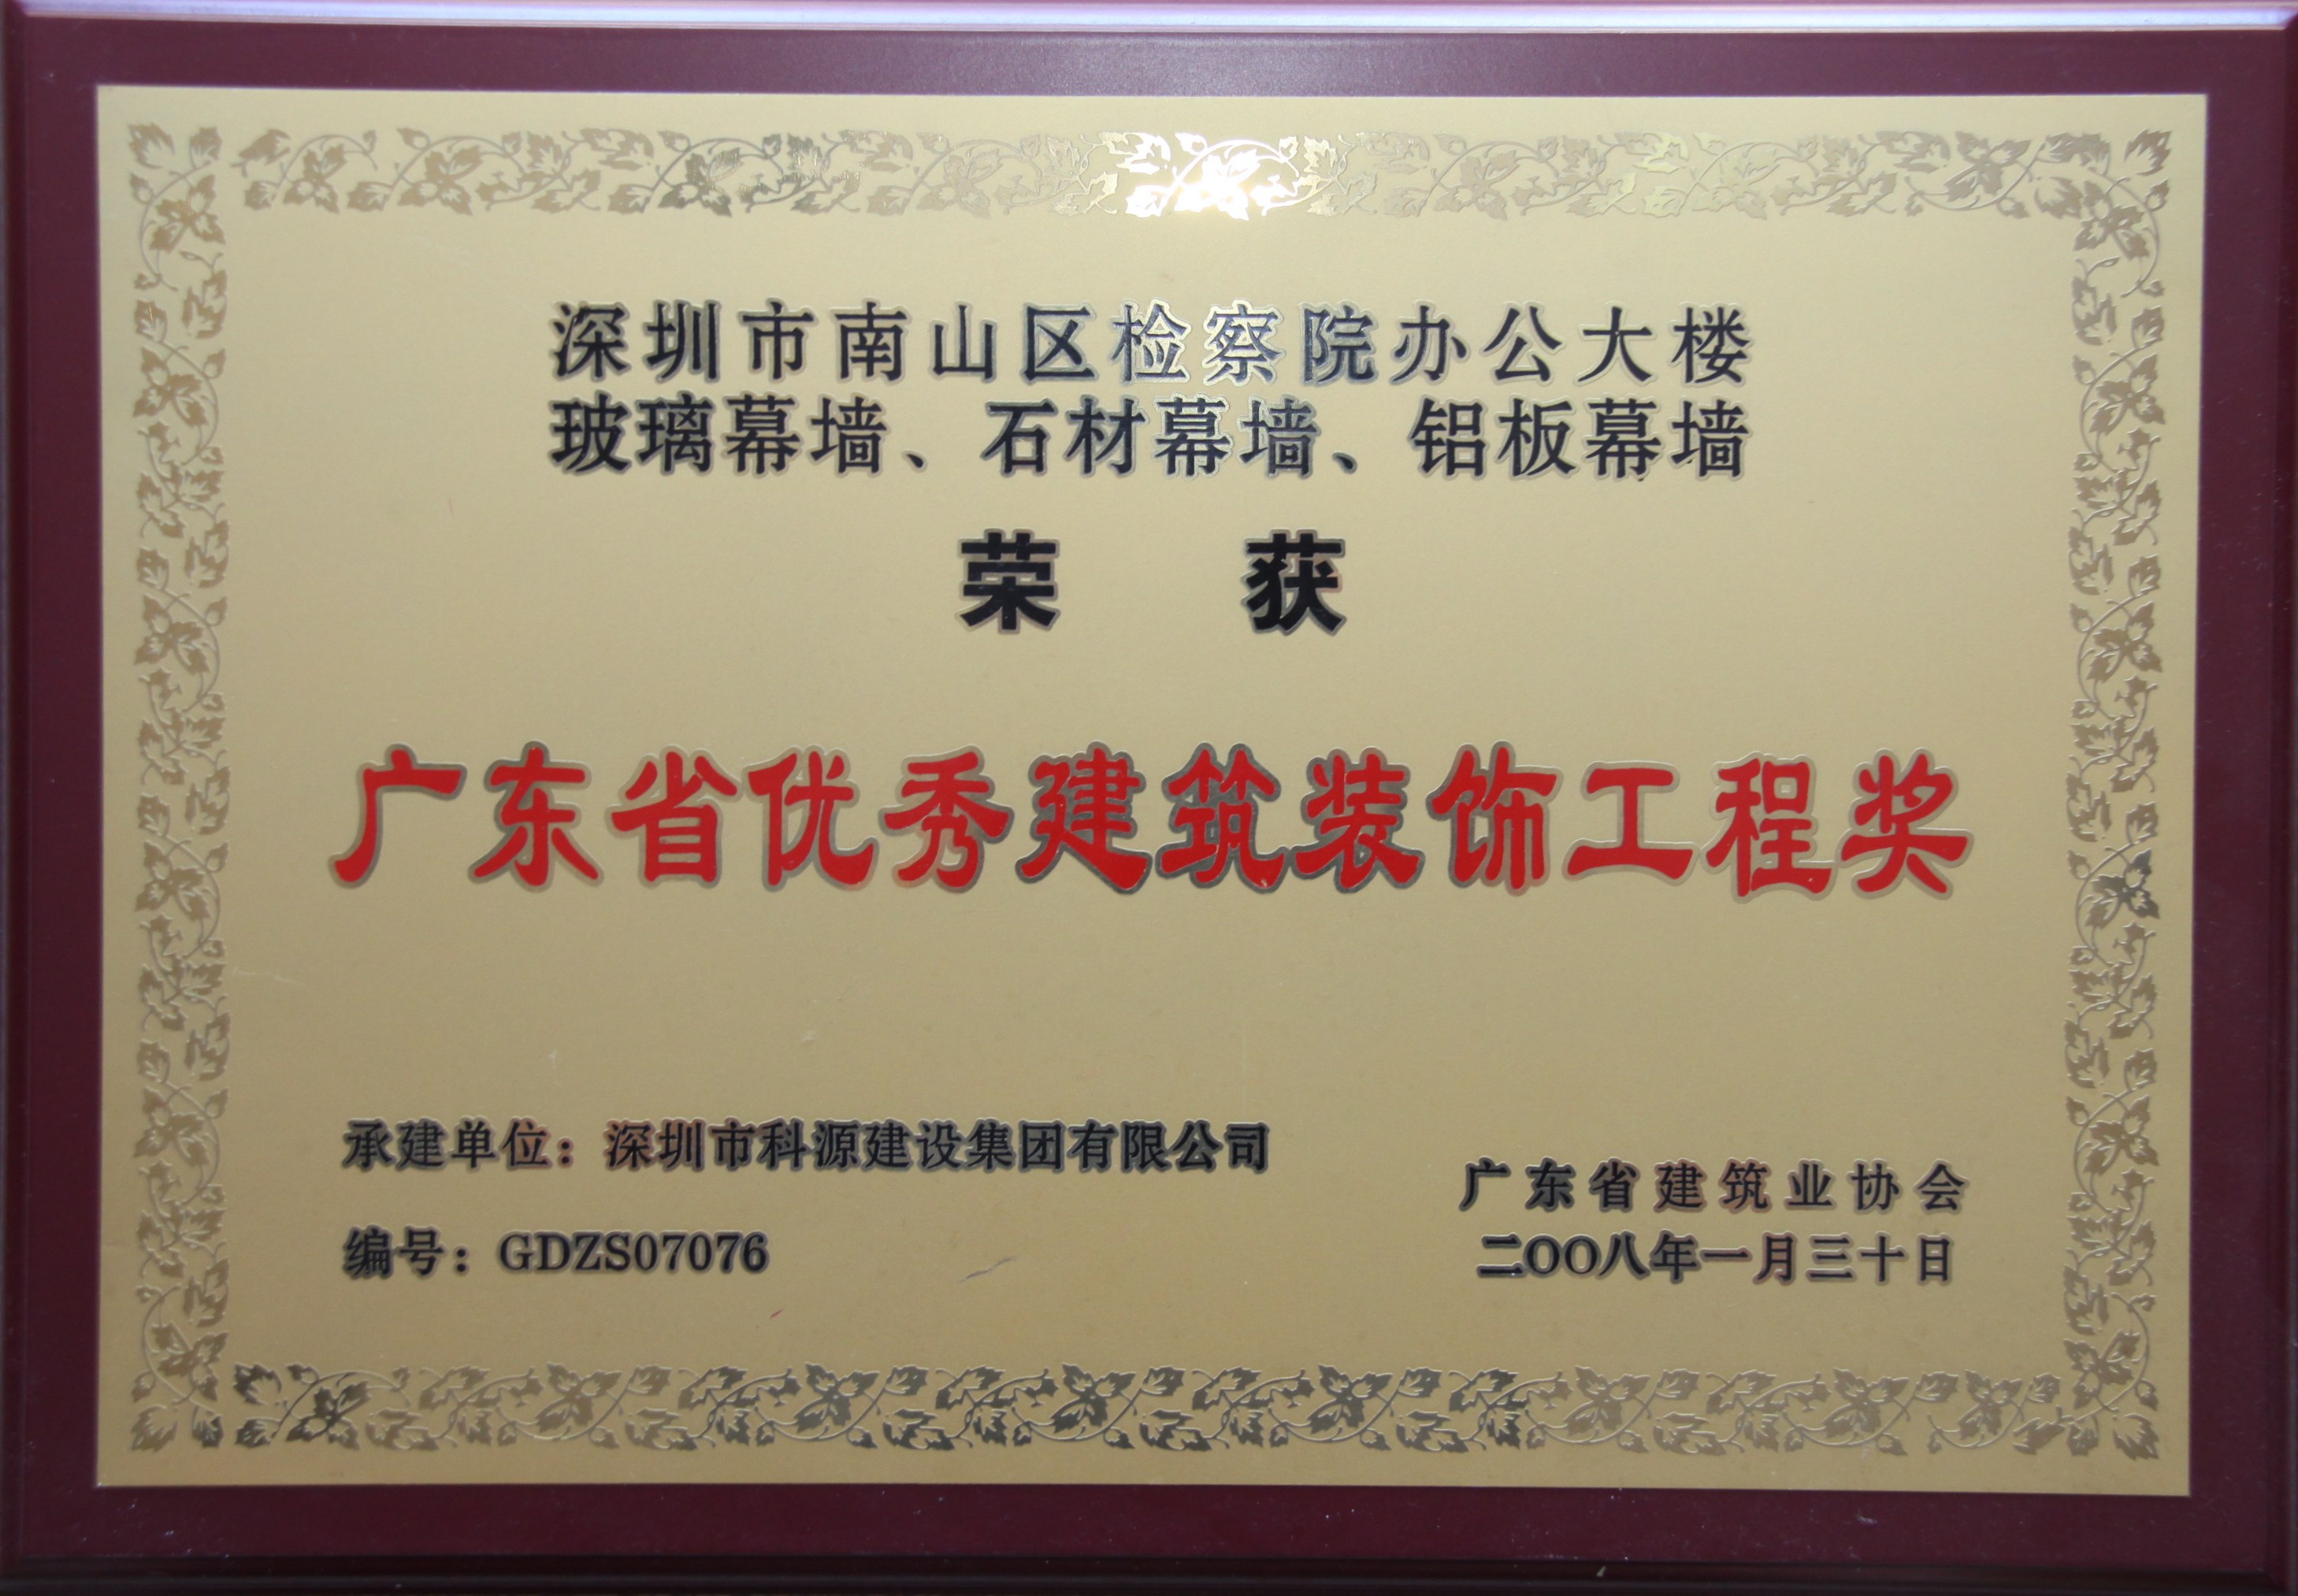 深圳市南山区检察院办公大楼
玻璃幕墙、石材幕墙、铝板幕墙
荣获
广东省优秀建筑装饰工程奖
承建单位：深圳市科源建设集团有限公司
编号：GDZS07076
广东省建筑业协会
二OO八年一月三十日